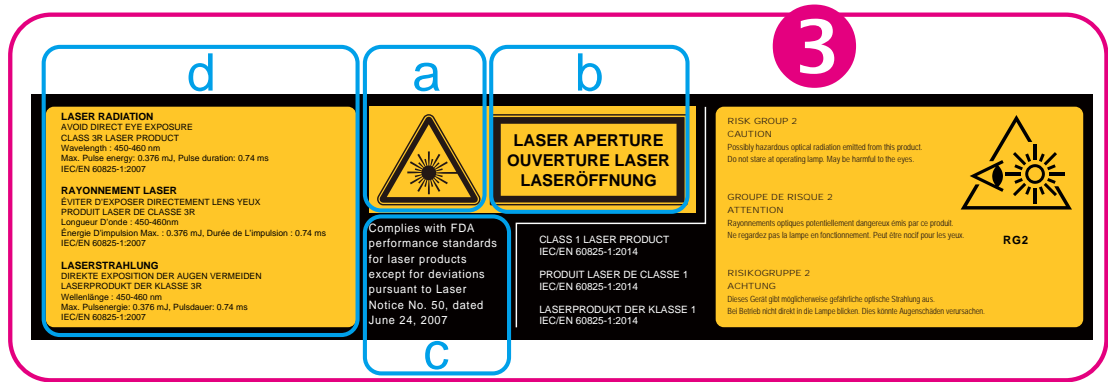 3
d
LASER RADIATION
AVOID DIRECT EYE EXPOSURE
CLASS 3R LASER PRODUCT
Wavelength : 450-460 nm
Max. Pulse energy: 0.376 mJ, Pulse duration: 0.74 ms
IEC/EN 60825-1:2007
RAYONNEMENT LASER
ÉVITER D'EXPOSER DIRECTEMENT LENS YEUX
PRODUIT LASER DE CLASSE 3R
Longueur D'onde : 450-460nm
Énergie D'impulsion Max. : 0.376 mJ, Durée de L'impulsion : 0.74 ms
IEC/EN 60825-1:2007
LASERSTRAHLUNG
DIREKTE EXPOSITION DER AUGEN VERMEIDEN
LASERPRODUKT DER KLASSE 3R
Wellenlänge : 450-460 nm
Max. Pulsenergie: 0.376 mJ, Pulsdauer: 0.74 ms
IEC/EN 60825-1:2007
a
b
LASER APERTURE
OUVERTURE LASER
LASERÖFFNUNG
Complies with FDA
performance standards
for laser products
except for deviations
pursuant to Laser
Notice No. 50, dated
June 24, 2007
c
CLASS 1 LASER PRODUCT
IEC/EN 60825-1:2014
PRODUIT LASER DE CLASSE 1
IEC/EN 60825-1:2014
LASERPRODUKT DER KLASSE 1
IEC/EN 60825-1:2014
RISK GROUP 2
CAUTION
Possibly hazardous optical radiation emitted from this product.
Do not stare at operating lamp. May be harmful to the eyes.
GROUPE DE RISQUE 2
ATTENTION
Rayonnements optiques potentiellement dangereux émis par ce produit.
Ne regardez pas la lampe en fonctionnement. Peut être nocif pour les yeux.
RISIKOGRUPPE 2
ACHTUNG
Dieses Gerät gibt möglicherweise gefährliche optische Strahlung aus.
Bei Betrieb nicht direkt in die Lampe blicken. Dies könnte Augenschäden verursachen.
RG2